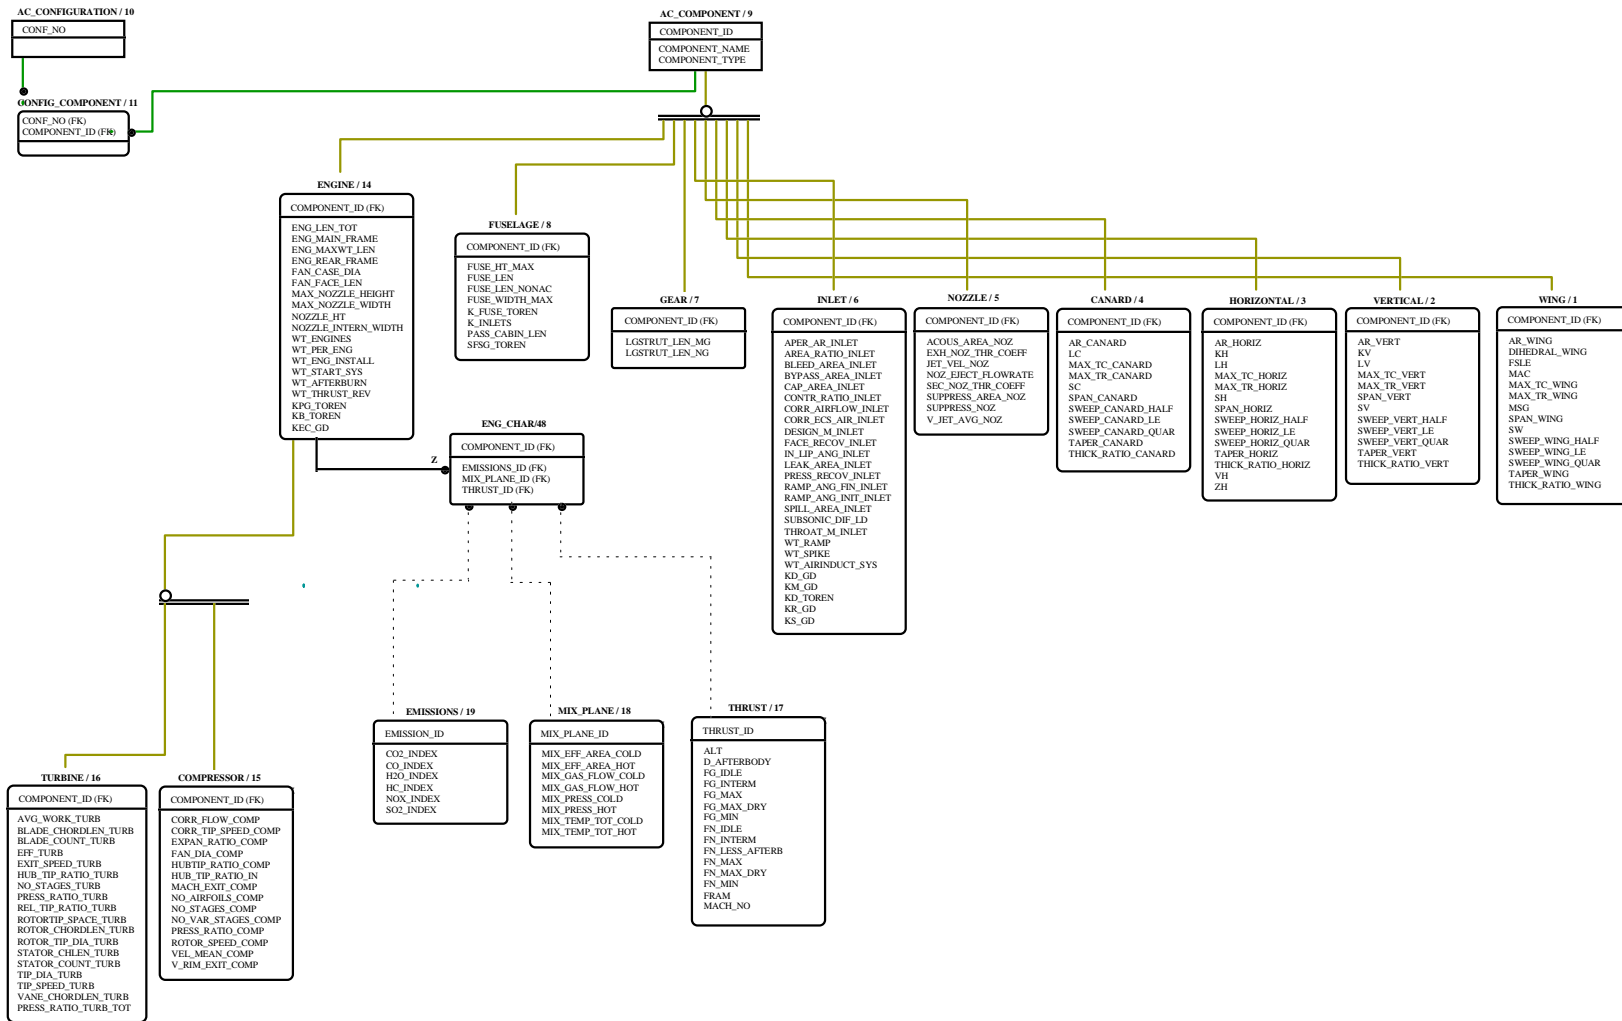 AC_CONFIGURATION / 10
CONF_NO
AC_COMPONENT / 9
COMPONENT_ID
COMPONENT_NAME
COMPONENT_TYPE
CONFIG_COMPONENT / 11
CONF_NO (FK)
COMPONENT_ID (FK)
ENGINE / 14
COMPONENT_ID (FK)
ENG_LEN_TOT
ENG_MAIN_FRAME
ENG_MAXWT_LEN
ENG_REAR_FRAME
FAN_CASE_DIA
FAN_FACE_LEN
MAX_NOZZLE_HEIGHT
MAX_NOZZLE_WIDTH
NOZZLE_HT
NOZZLE_INTERN_WIDTH
WT_ENGINES
WT_PER_ENG
WT_ENG_INSTALL
WT_START_SYS
WT_AFTERBURN
WT_THRUST_REV
KPG_TOREN
KB_TOREN
KEC_GD
FUSELAGE / 8
COMPONENT_ID (FK)
FUSE_HT_MAX
FUSE_LEN
FUSE_LEN_NONAC
FUSE_WIDTH_MAX
K_FUSE_TOREN
K_INLETS
PASS_CABIN_LEN
SFSG_TOREN
GEAR / 7
COMPONENT_ID (FK)
LGSTRUT_LEN_MG
LGSTRUT_LEN_NG
INLET / 6
COMPONENT_ID (FK)
APER_AR_INLET
AREA_RATIO_INLET
BLEED_AREA_INLET
BYPASS_AREA_INLET
CAP_AREA_INLET
CONTR_RATIO_INLET
CORR_AIRFLOW_INLET
CORR_ECS_AIR_INLET
DESIGN_M_INLET
FACE_RECOV_INLET
IN_LIP_ANG_INLET
LEAK_AREA_INLET
PRESS_RECOV_INLET
RAMP_ANG_FIN_INLET
RAMP_ANG_INIT_INLET
SPILL_AREA_INLET
SUBSONIC_DIF_LD
THROAT_M_INLET
WT_RAMP
WT_SPIKE
WT_AIRINDUCT_SYS
KD_GD
KM_GD
KD_TOREN
KR_GD
KS_GD
NOZZLE / 5
COMPONENT_ID (FK)
ACOUS_AREA_NOZ
EXH_NOZ_THR_COEFF
JET_VEL_NOZ
NOZ_EJECT_FLOWRATE
SEC_NOZ_THR_COEFF
SUPPRESS_AREA_NOZ
SUPPRESS_NOZ
V_JET_AVG_NOZ
CANARD / 4
COMPONENT_ID (FK)
AR_CANARD
LC
MAX_TC_CANARD
MAX_TR_CANARD
SC
SPAN_CANARD
SWEEP_CANARD_HALF
SWEEP_CANARD_LE
SWEEP_CANARD_QUAR
TAPER_CANARD
THICK_RATIO_CANARD
HORIZONTAL / 3
COMPONENT_ID (FK)
AR_HORIZ
KH
LH
MAX_TC_HORIZ
MAX_TR_HORIZ
SH
SPAN_HORIZ
SWEEP_HORIZ_HALF
SWEEP_HORIZ_LE
SWEEP_HORIZ_QUAR
TAPER_HORIZ
THICK_RATIO_HORIZ
VH
ZH
VERTICAL / 2
COMPONENT_ID (FK)
AR_VERT
KV
LV
MAX_TC_VERT
MAX_TR_VERT
SPAN_VERT
SV
SWEEP_VERT_HALF
SWEEP_VERT_LE
SWEEP_VERT_QUAR
TAPER_VERT
THICK_RATIO_VERT
WING / 1
COMPONENT_ID (FK)
AR_WING
DIHEDRAL_WING
FSLE
MAC
MAX_TC_WING
MAX_TR_WING
MSG
SPAN_WING
SW
SWEEP_WING_HALF
SWEEP_WING_LE
SWEEP_WING_QUAR
TAPER_WING
THICK_RATIO_WING
ENG_CHAR/48
Z
COMPONENT_ID (FK)
EMISSIONS_ID (FK)
MIX_PLANE_ID (FK)
THRUST_ID (FK)
EMISSIONS / 19
EMISSION_ID
CO2_INDEX
CO_INDEX
H2O_INDEX
HC_INDEX
NOX_INDEX
SO2_INDEX
MIX_PLANE / 18
MIX_PLANE_ID
MIX_EFF_AREA_COLD
MIX_EFF_AREA_HOT
MIX_GAS_FLOW_COLD
MIX_GAS_FLOW_HOT
MIX_PRESS_COLD
MIX_PRESS_HOT
MIX_TEMP_TOT_COLD
MIX_TEMP_TOT_HOT
THRUST / 17
THRUST_ID
ALT
D_AFTERBODY
FG_IDLE
FG_INTERM
FG_MAX
FG_MAX_DRY
FG_MIN
FN_IDLE
FN_INTERM
FN_LESS_AFTERB
FN_MAX
FN_MAX_DRY
FN_MIN
FRAM
MACH_NO
TURBINE / 16
COMPONENT_ID (FK)
AVG_WORK_TURB
BLADE_CHORDLEN_TURB
BLADE_COUNT_TURB
EFF_TURB
EXIT_SPEED_TURB
HUB_TIP_RATIO_TURB
NO_STAGES_TURB
PRESS_RATIO_TURB
REL_TIP_RATIO_TURB
ROTORTIP_SPACE_TURB
ROTOR_CHORDLEN_TURB
ROTOR_TIP_DIA_TURB
STATOR_CHLEN_TURB
STATOR_COUNT_TURB
TIP_DIA_TURB
TIP_SPEED_TURB
VANE_CHORDLEN_TURB
PRESS_RATIO_TURB_TOT
COMPRESSOR / 15
COMPONENT_ID (FK)
CORR_FLOW_COMP
CORR_TIP_SPEED_COMP
EXPAN_RATIO_COMP
FAN_DIA_COMP
HUBTIP_RATIO_COMP
HUB_TIP_RATIO_IN
MACH_EXIT_COMP
NO_AIRFOILS_COMP
NO_STAGES_COMP
NO_VAR_STAGES_COMP
PRESS_RATIO_COMP
ROTOR_SPEED_COMP
VEL_MEAN_COMP
V_RIM_EXIT_COMP